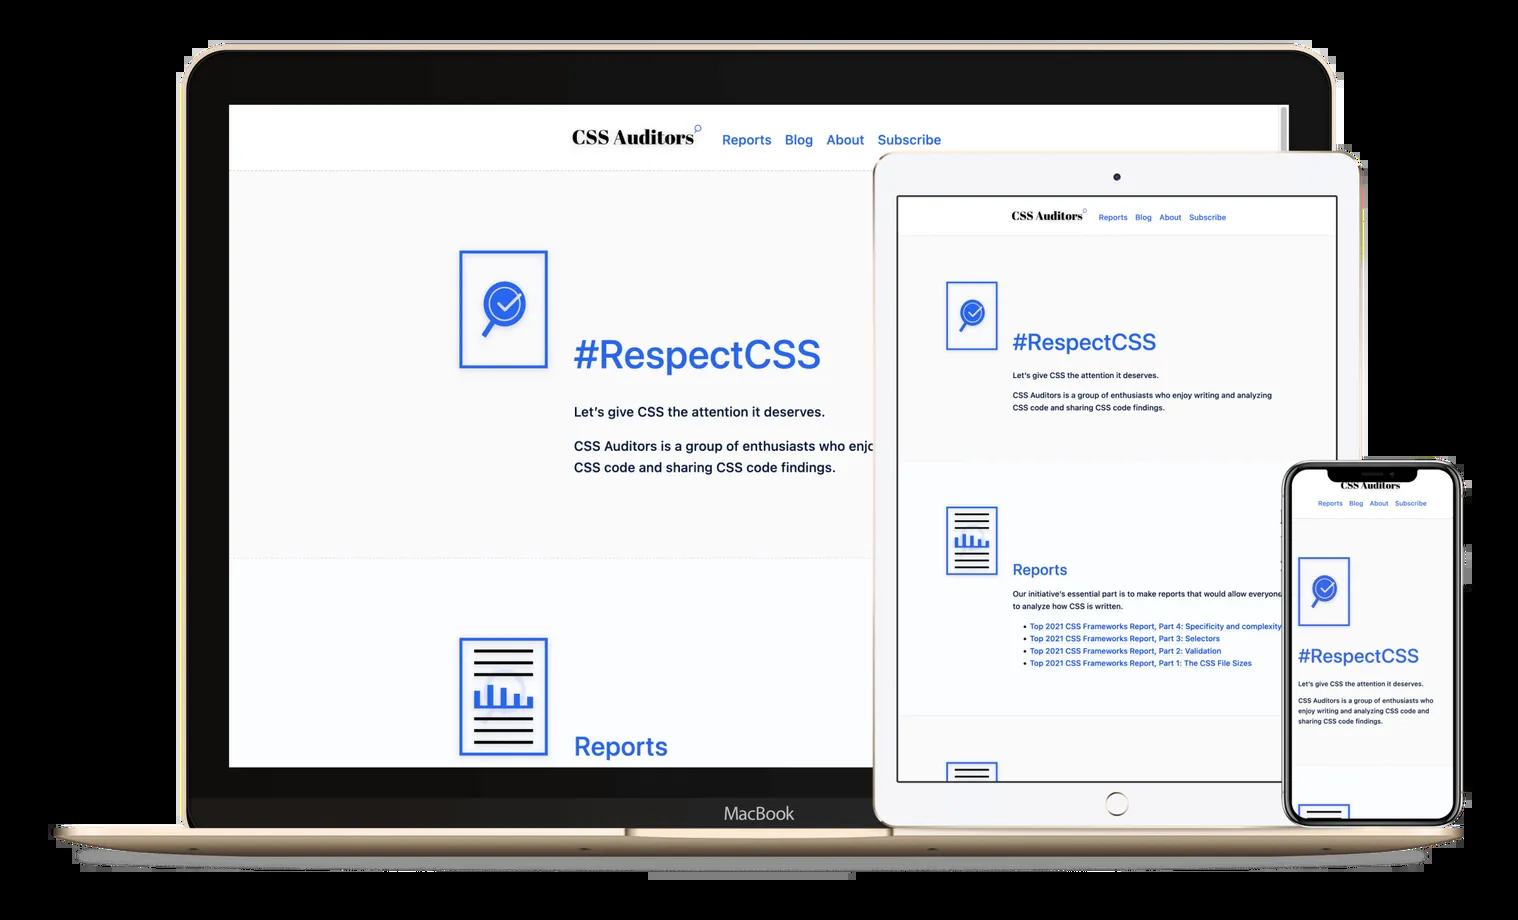 CSS Auditors
Reports Blog About Subscribe
#RespectCSS
Let's give CSS the attention it deserves.
CSS Auditors is a group of enthusiasts who enjo
CSS code and sharing CSS code findings.
Reports
MacBook
CSS Auditors
Reports Blog About Subscribe
#RespectCSS
Let's give CSS the attention it deserves.
CSS Auditors is a group of enthusiasts who enjoy writing and analyzing
CSS code and sharing CSS code findings.
Reports
Our initiative's essential part is to make reports that would allow everyone
to analyze how CSS is written.
• Top 2021 CSS Frameworks Report, Part 4: Specificity and complexity
• Top 2021 CSS Frameworks Report, Part 3: Selectors
• Top 2021 CSS Frameworks Report, Part 2: Validation
• Top 2021 CSS Frameworks Report, Part 1: The CSS File Sizes
CSS Auditors
Reports Blog About Subscribe
#RespectCSS
Let's give CSS the attention it deserves.
CSS Auditors is a group of enthusiasts who
enjoy writing and analyzing CSS code and
sharing CSS code findings.